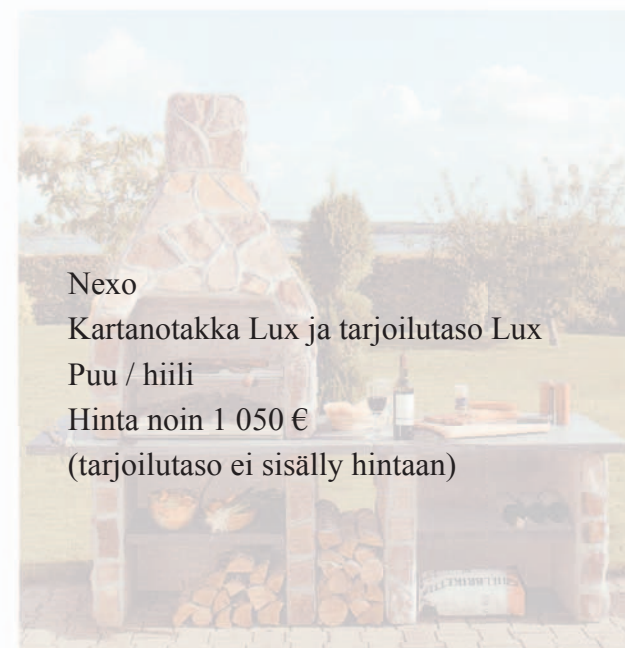 Nexo
Kartanotakka Lux ja tarjoilutaso Lux
Puu / hiili
Hinta noin 1 050 €
(tarjoilutaso ei sisälly hintaan)